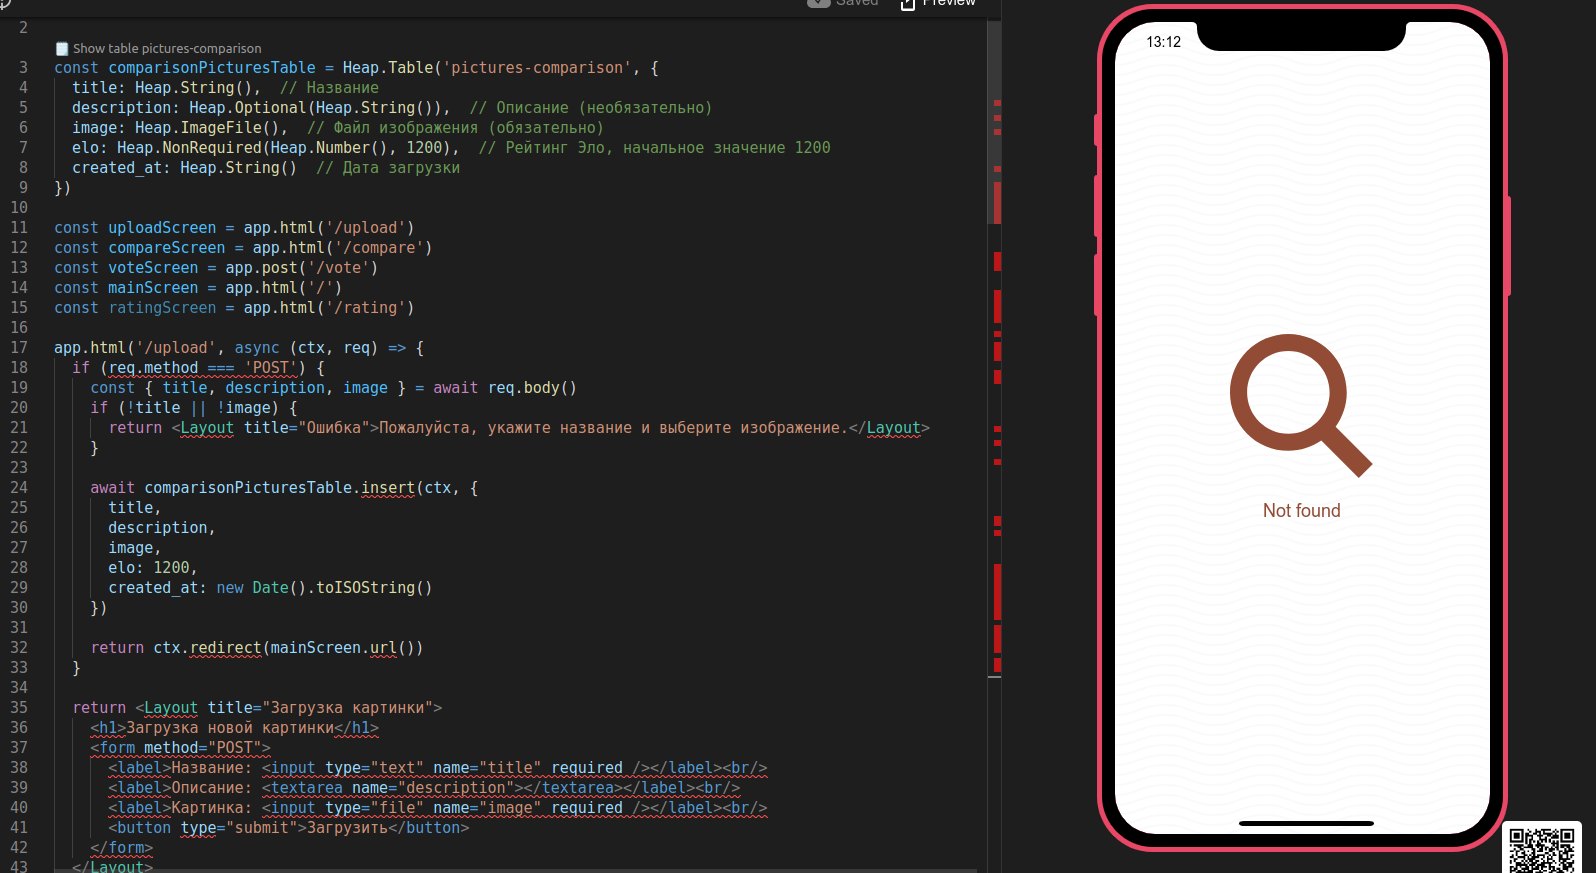 Saved Preview
2
Show table pictures-comparison
3 const comparisonPicturesTable = Heap.Table('pictures-comparison', {
4 title: Heap.String(), // Название
5 description: Heap.Optional(Heap.String()), // Описание (необязательно)
6 image: Heap.ImageFile(), // Файл изображения (обязательно)
7 elo: Heap.NonRequired(Heap.Number(), 1200), // Рейтинг Эло, начальное значение 1200
8 created_at: Heap.String() // Дата загрузки
9 })
10
11 const uploadScreen = app.html('/upload')
12 const compareScreen = app.html('/compare')
13 const voteScreen = app.post('/vote')
14 const mainScreen = app.html('/')
15 const ratingScreen = app.html('/rating')
16
17 app.html('/upload', async (ctx, req) => {
18 if (req.method === 'POST') {
19 const { title, description, image } = await req.body()
20 if (!title || !image) {
21 return <Layout title="Ошибка">Пожалуйста, укажите название и выберите изображение.</Layout>
22 }
23
24 await comparisonPicturesTable.insert(ctx, {
25 title,
26 description,
27 image,
28 elo: 1200,
29 created_at: new Date().toISOString()
30 })
31
32 return ctx.redirect(mainScreen.url())
33 }
34
35 return <Layout title="Загрузка картинки">
36 <h1>Загрузка новой картинки</h1>
37 <form method="POST">
38 <label>Название: <input type="text" name="title" required /></label><br/>
39 <label>Описание: <textarea name="description"></textarea></label><br/>
40 <label>Картинка: <input type="file" name="image" required /></label><br/>
41 <button type="submit">Загрузить</button>
42 </form>
43 </Layout>
13:12
Not found